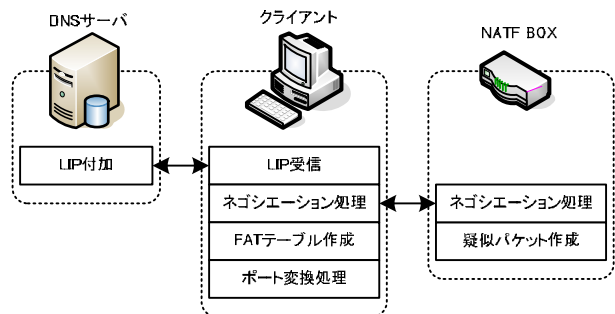 DNSサーバ
クライアント
NATF BOX
LIP付加
LIP受信
ネゴシエーション処理
FATテーブル作成
ポート変換処理
ネゴシエーション処理
疑似パケット作成